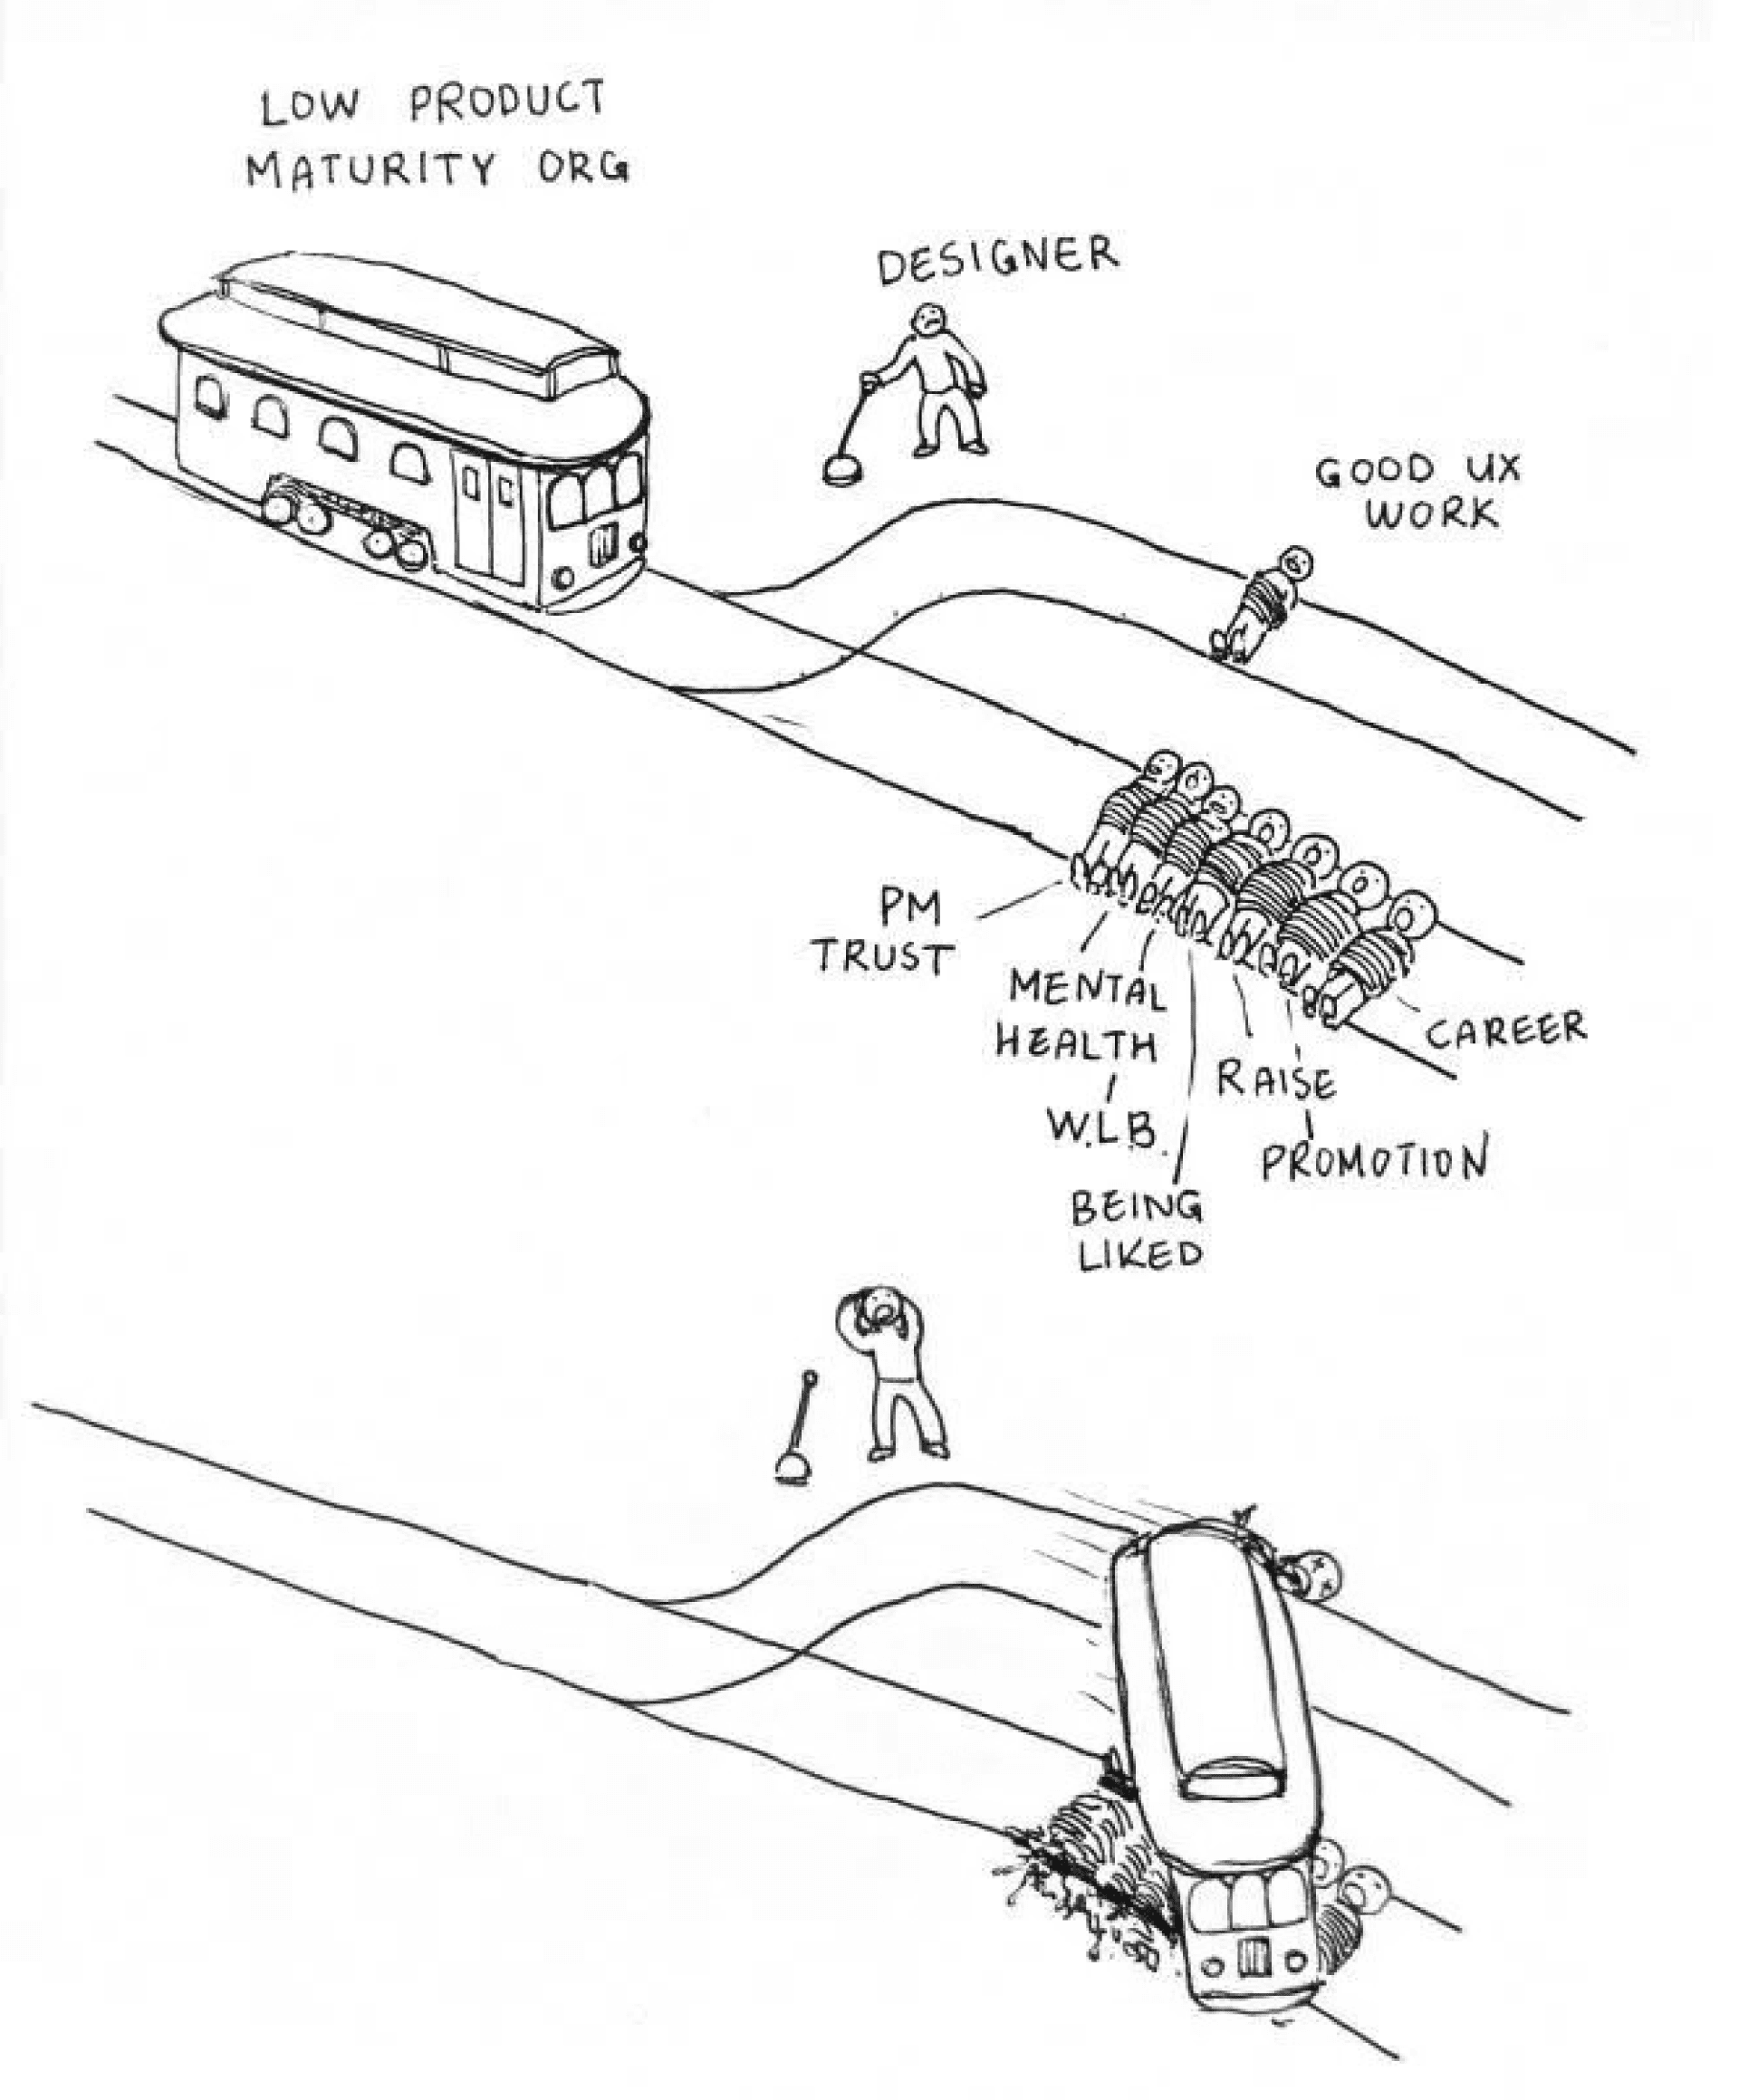 LOW PRODUCT
MATURITY ORG
DESIGNER
GOOD UX
WORK
PM
TRUST
MENTAL
HEALTH
W.L.B.
BEING
LIKED
RAISE
PROMOTION
CAREER